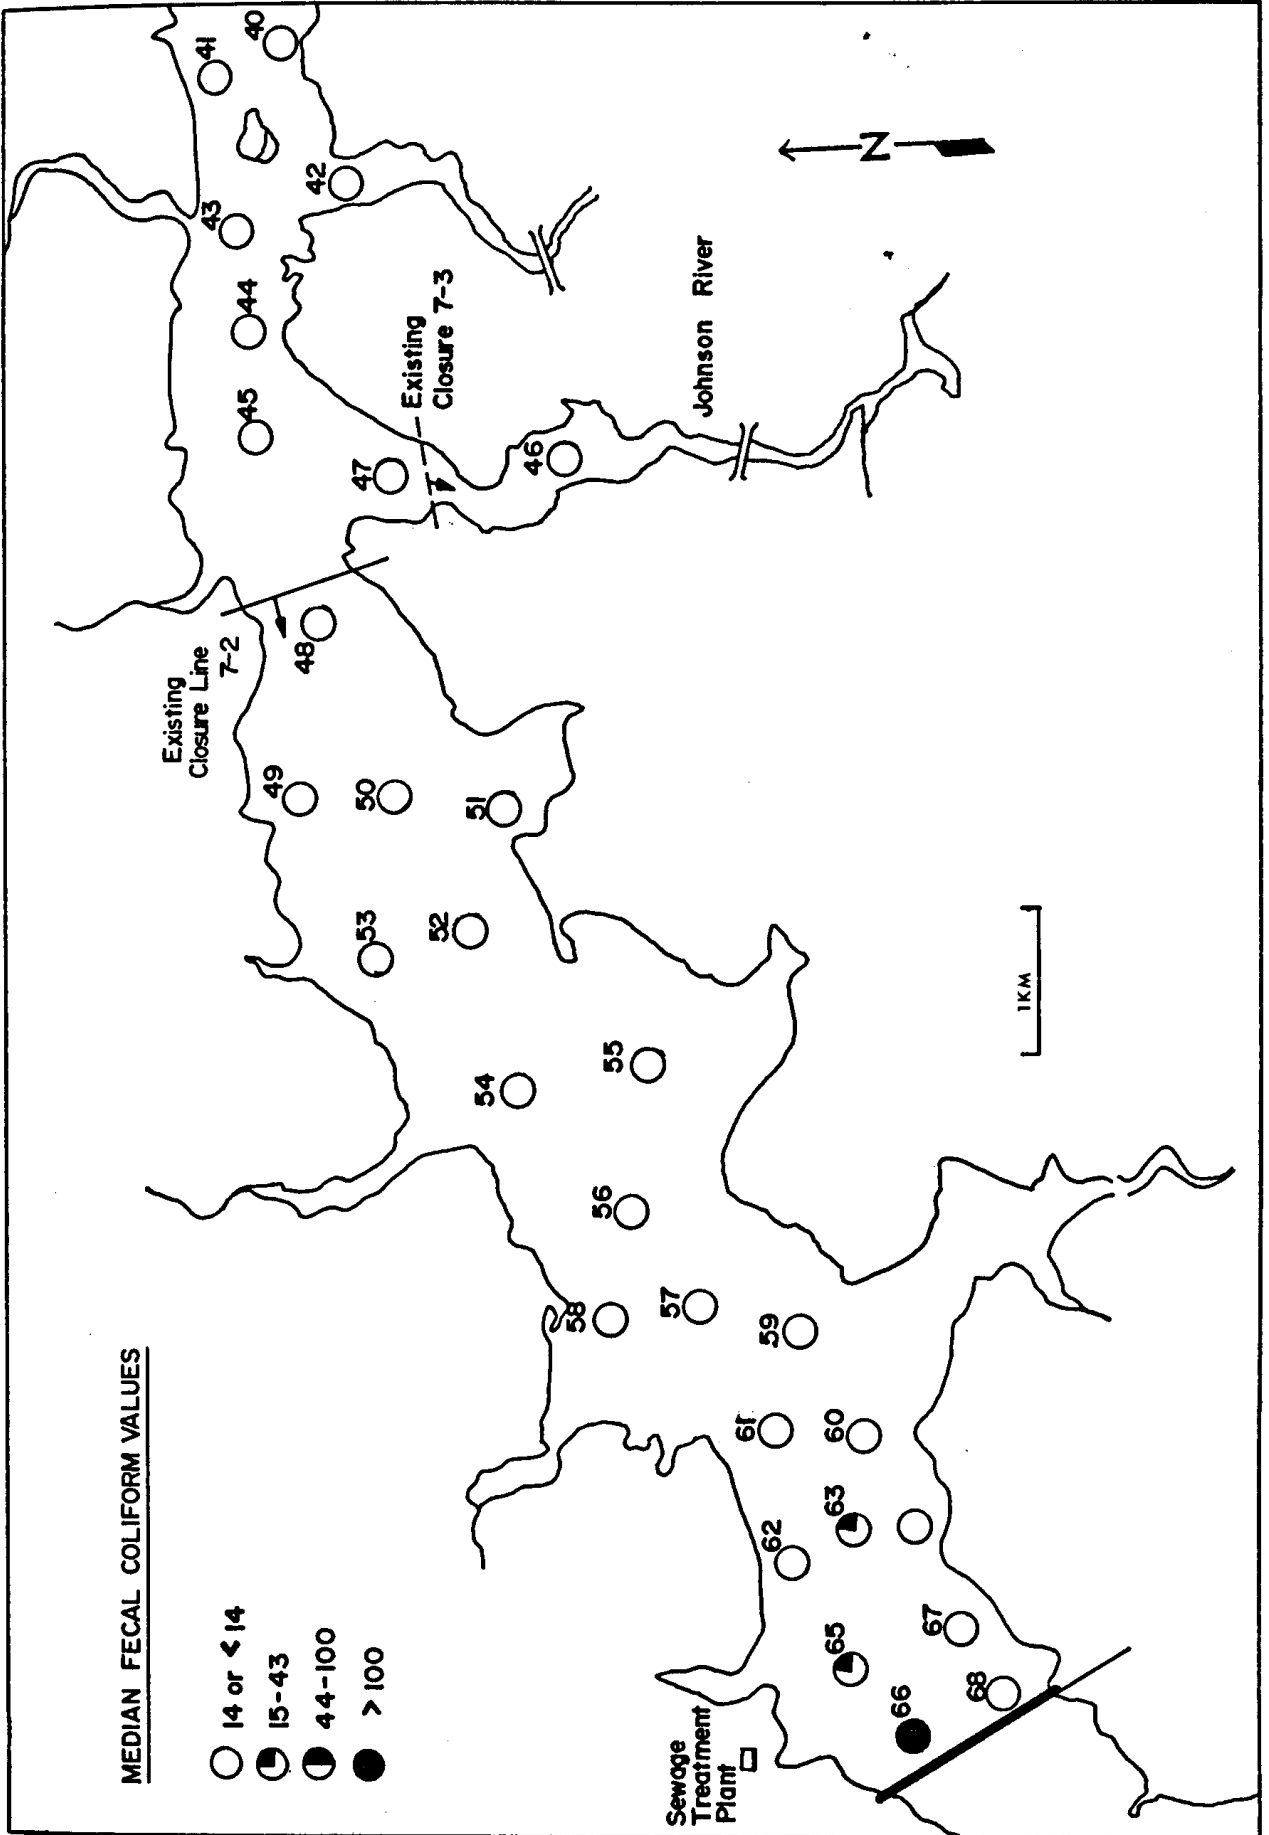 MEDIAN FECAL COLIFORM VALUES
14 or < 14
15-43
44-100
> 100
Existing
Closure Line
7-2
Existing
Closure 7-3
Johnson River
Sewage
Treatment
Plant
1KM
N
40
41
42
43
44
45
46
47
48
49
50
51
52
53
54
55
56
57
58
59
60
61
62
63
65
66
67
68